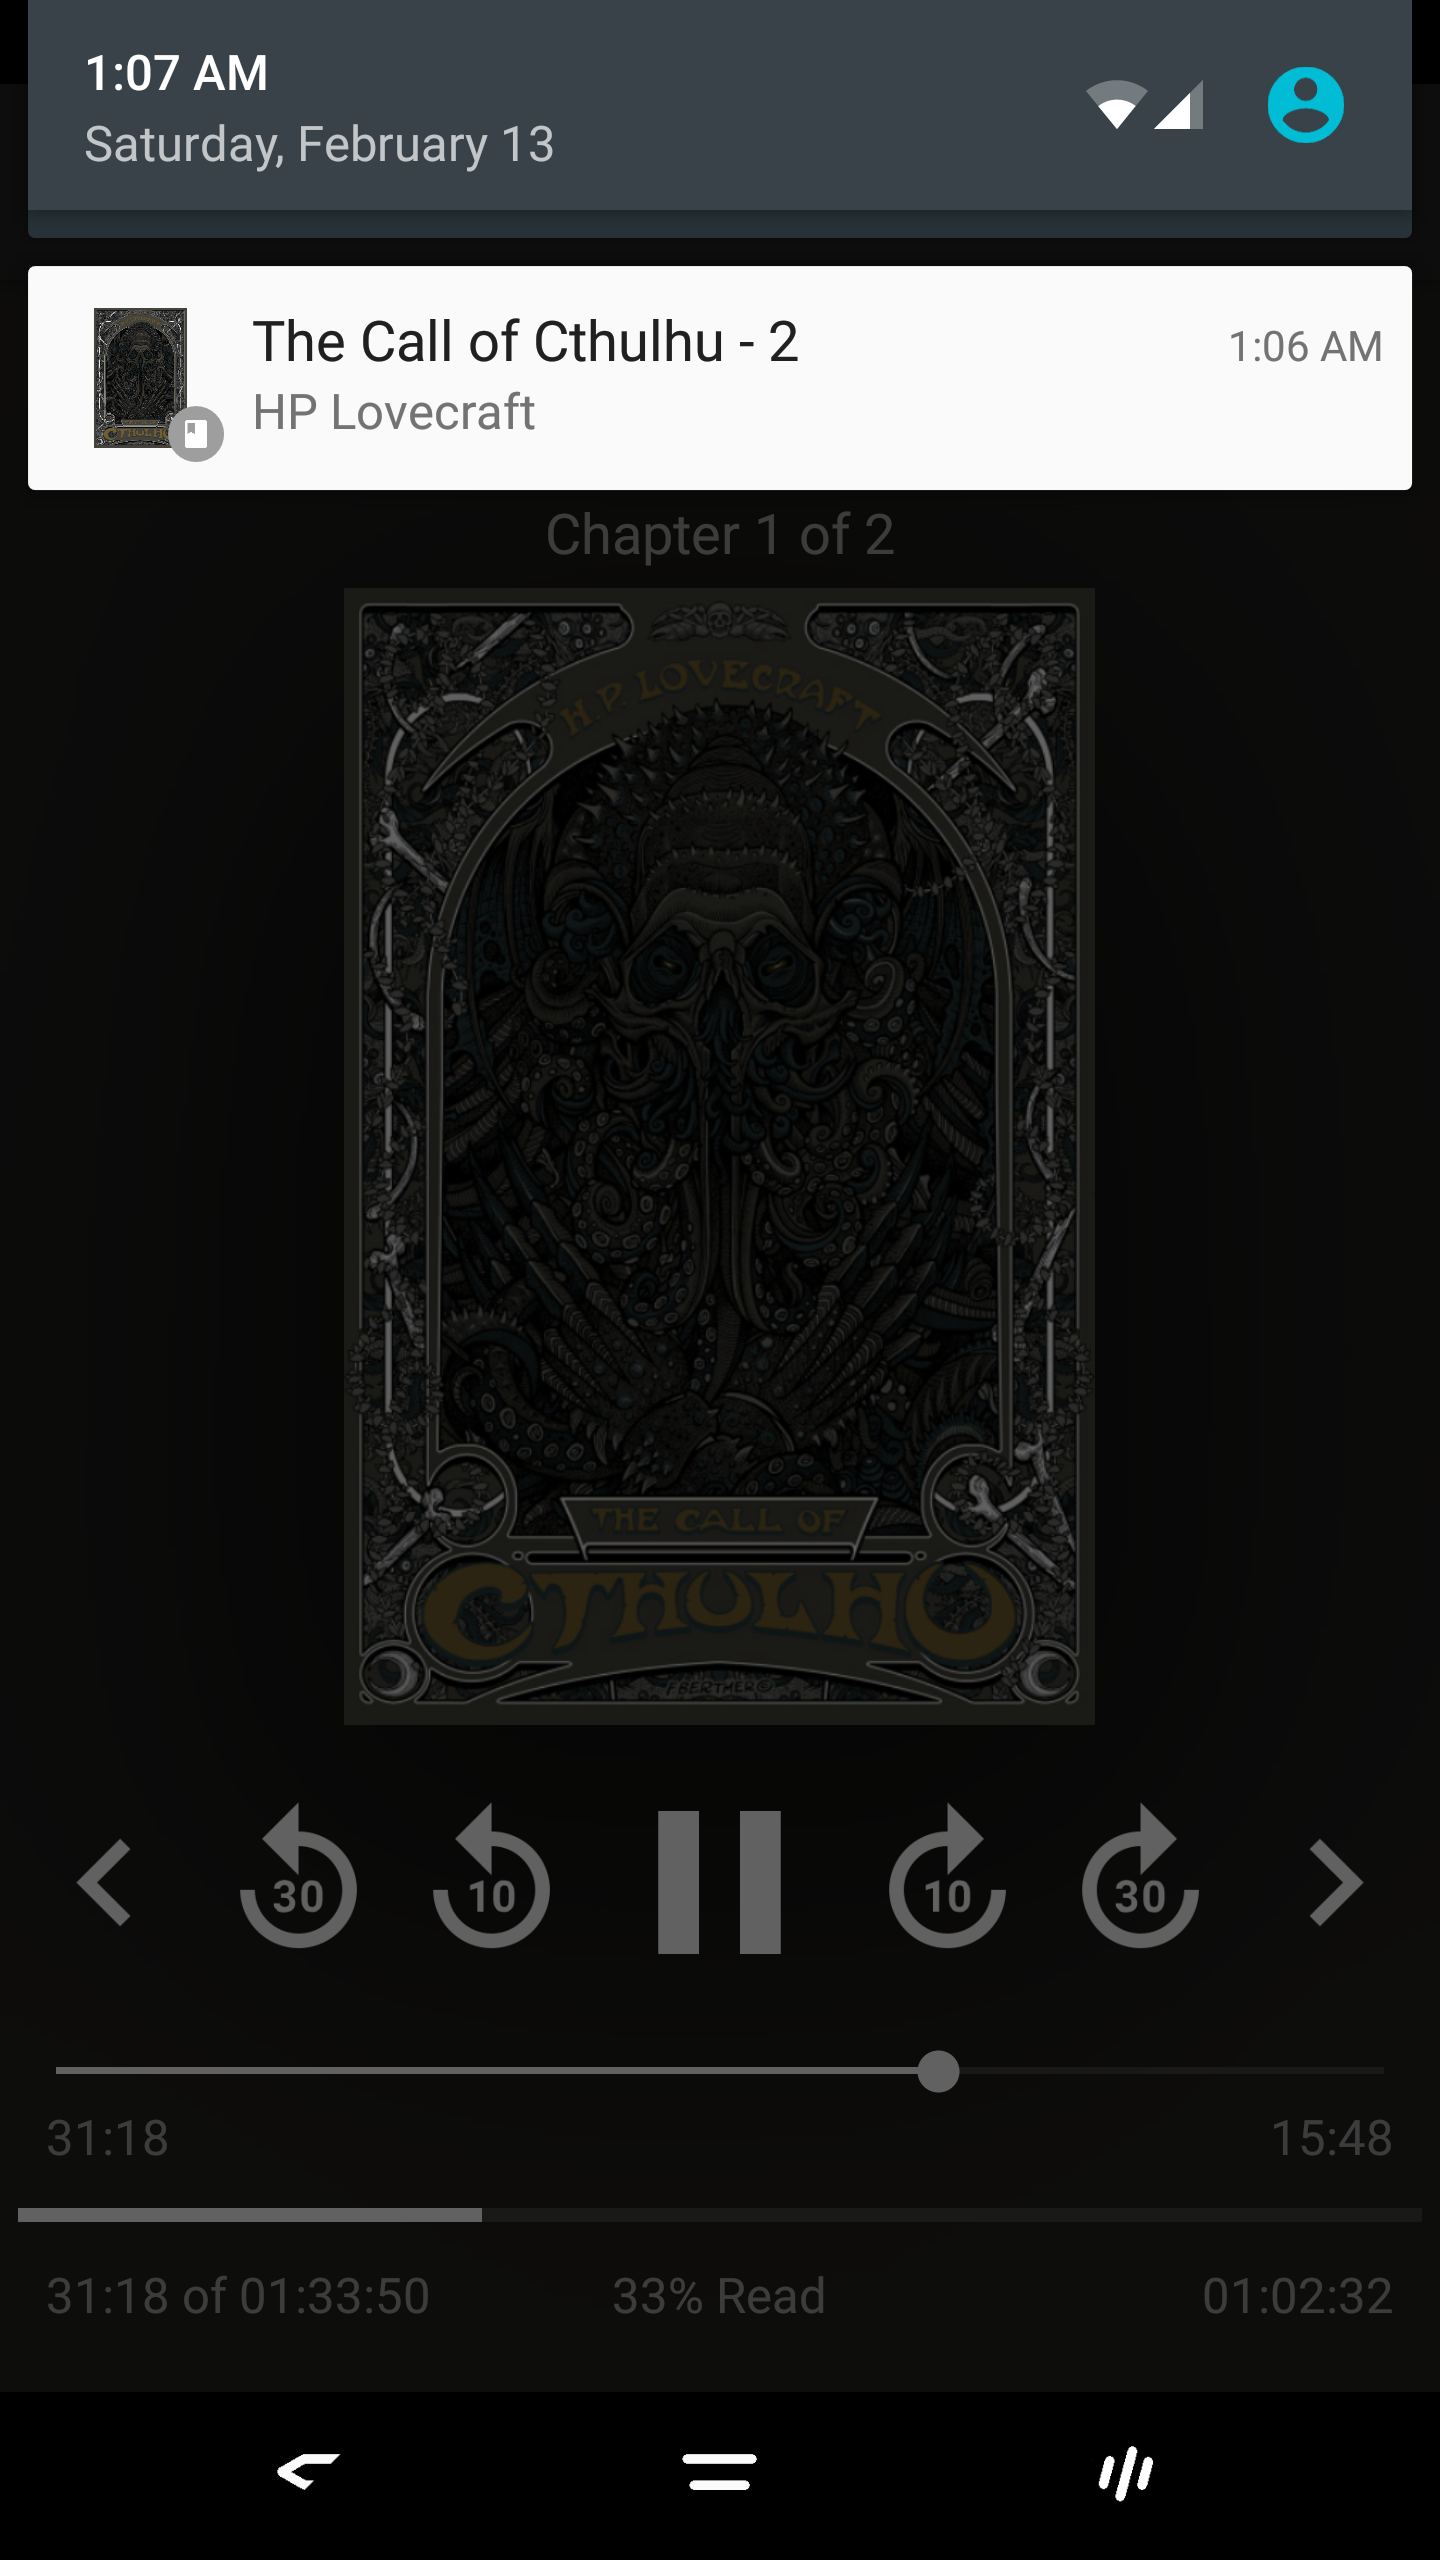 1:07 AM
Saturday, February 13
The Call of Cthulhu - 2
1:06 AM
HP Lovecraft
Chapter 1 of 2
H.P. LOVECRAFT
THE CALL OF
CTHULHU
30
10
10
30
31:18
15:48
31:18 of 01:33:50
33% Read
01:02:32